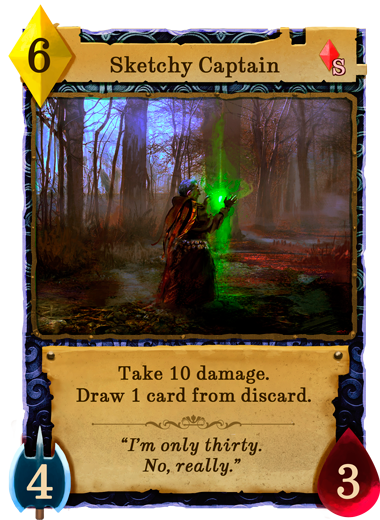 6
Sketchy Captain
S
Take 10 damage.
Draw 1 card from discard.
“I’m only thirty.
No, really.”
4
3